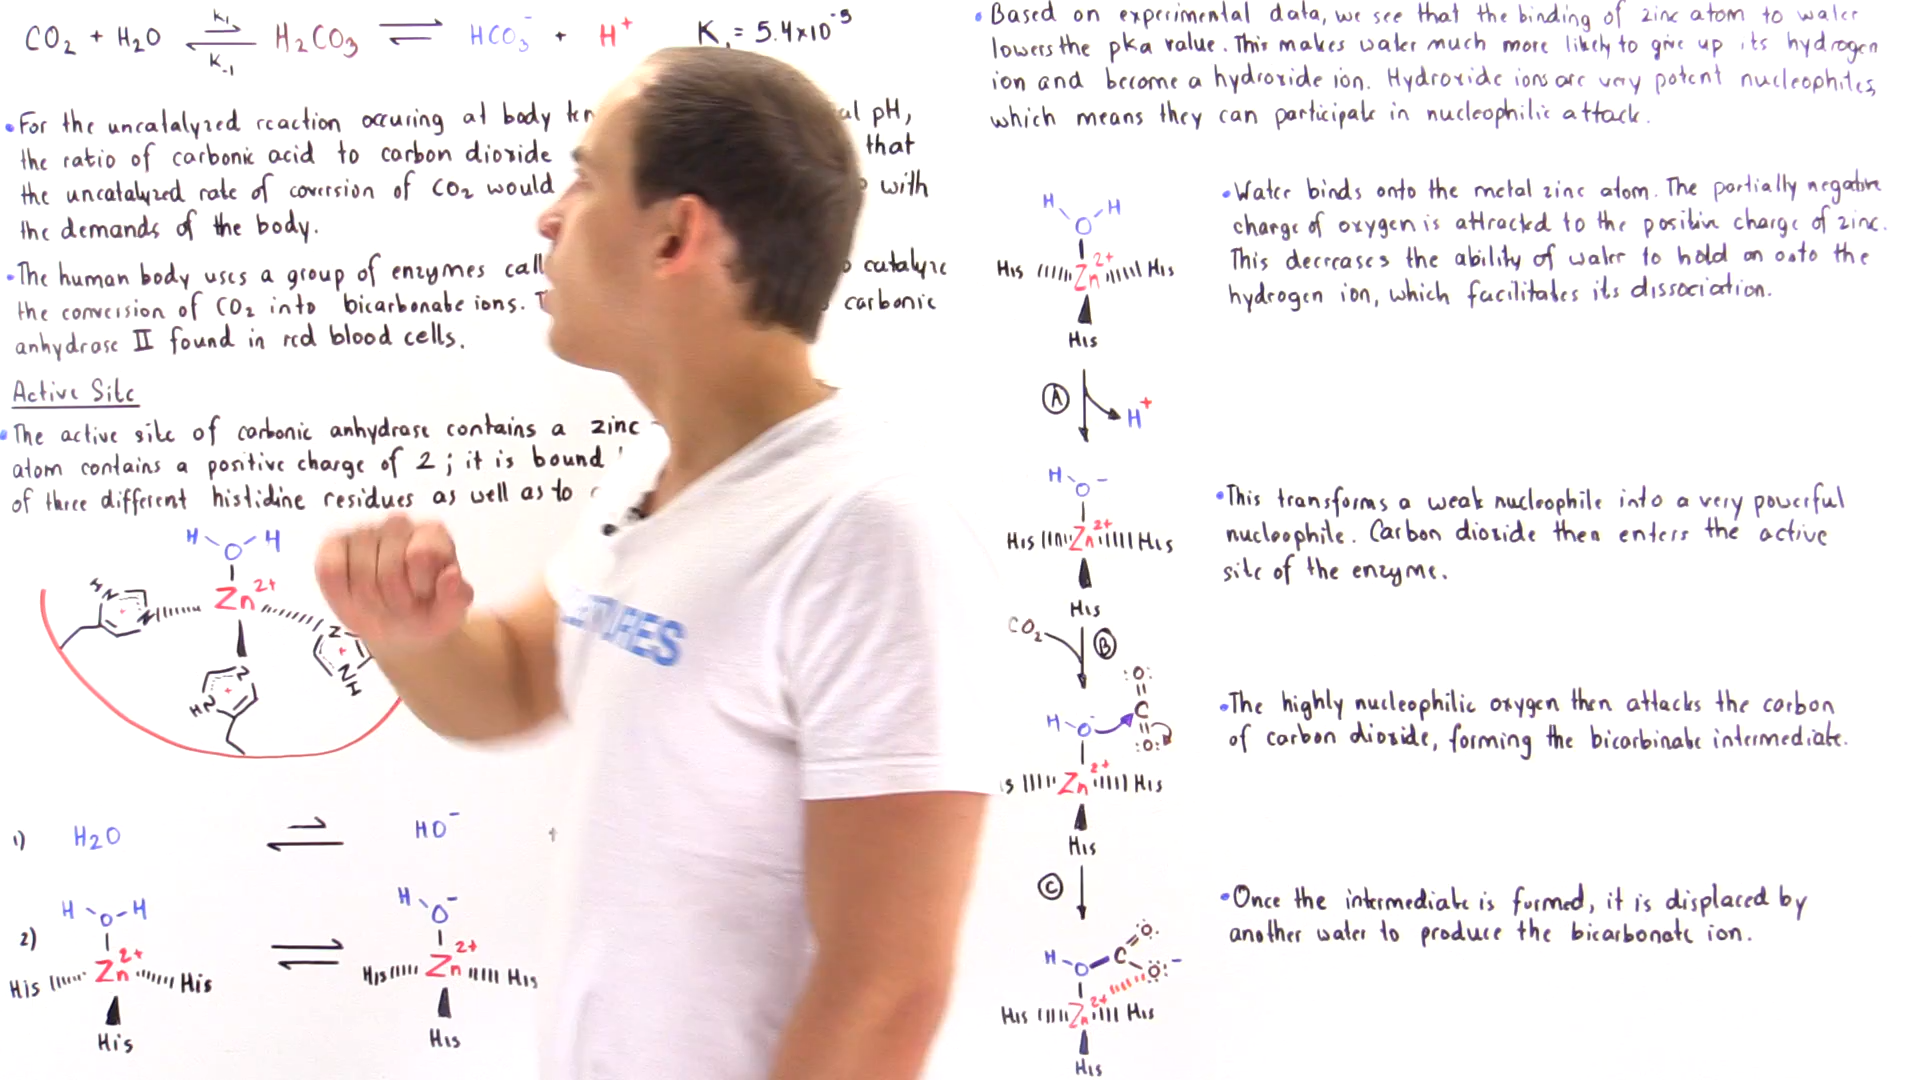 CO₂ + H₂O ⇌ H₂CO₃ ⇌ HCO₃⁻ + H⁺ K₁ = 5.4x10⁻⁵
k₁
k₋₁
• For the uncatalyzed reaction occuring at body
al pH,
the ratio of carbonic acid to carbon dioxide
that
the uncatalyzed rate of coversion of CO₂ would
with
the demands of the body.
• The human body uses a group of enzymes
to catalyze
the conversion of CO₂ into bicarbonate ions.
carbonic
anhydrase II found in red blood cells.
Active Site
• The active site of carbonic anhydrase contains a zinc
atom contains a positive charge of 2 ; it is bound
of three different histidine residues as well as to
H O H
Zn²⁺
N
HN
N
N
H
1) H₂O ⇌ HO⁻ +
2)
H O H
Zn²⁺
His His
His
⇌
H O⁻
Zn²⁺
His His
His
LECTURES
• Based on experimental data, we see that the binding of zinc atom to water
lowers the pka value. This makes water much more likely to give up its hydrogen
ion and become a hydroxide ion. Hydroxide ions are very potent nucleophiles,
which means they can participate in nucleophilic attack.
H O H
His Zn²⁺ His
His
• Water binds onto the metal zinc atom. The partially negative
charge of oxygen is attracted to the positive charge of zinc.
This decreases the ability of water to hold on onto the
hydrogen ion, which facilitates its dissociation.
A H⁺
H O⁻
His Zn²⁺ His
His
• This transforms a weak nucleophile into a very powerful
nucleophile. Carbon dioxide then enters the active
site of the enzyme.
CO₂ B
:O:
C
:O:
H-O⁻
s Zn²⁺ His
His
• The highly nucleophilic oxygen then attacks the carbon
of carbon dioxide, forming the bicarbinate intermediate.
C
H-O-C O: O:⁻
His Zn²⁺ His
His
• Once the intermediate is formed, it is displaced by
another water to produce the bicarbonate ion.